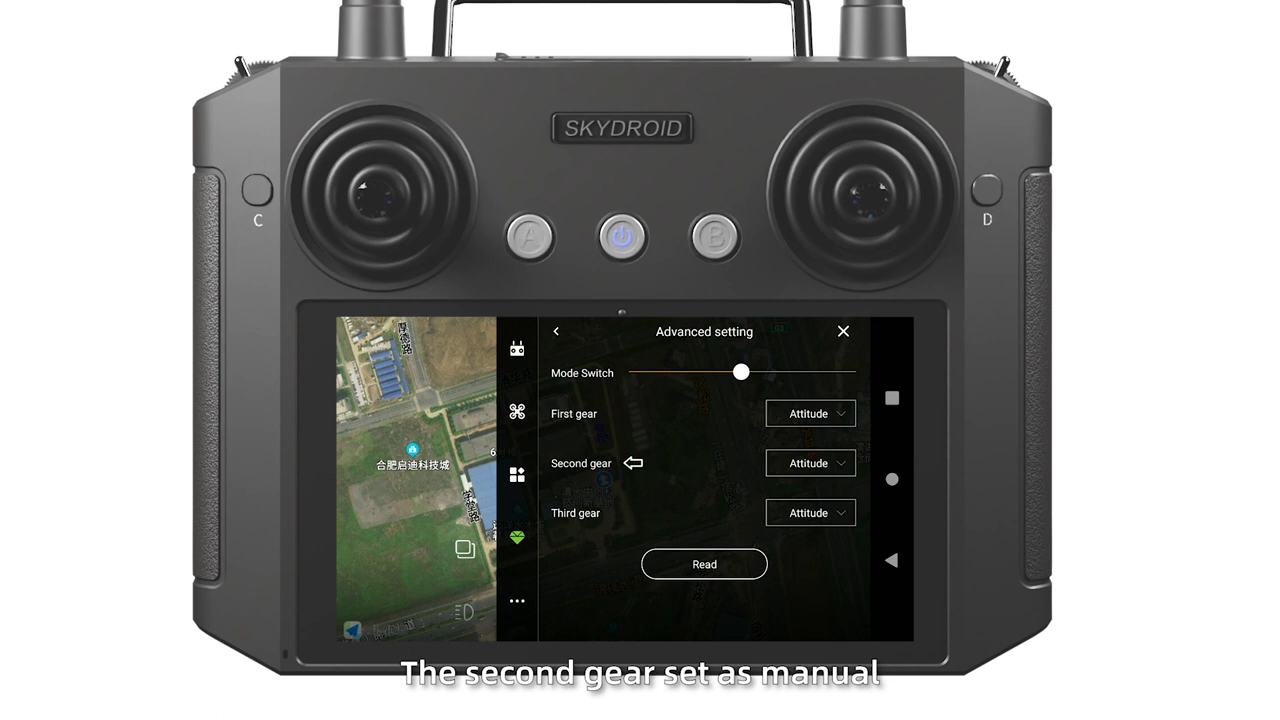 SKYDROID
C
A
B
D
Advanced setting
Mode Switch
First gear
Attitude
Second gear
Attitude
Third gear
Attitude
Read
合肥启迪科技城
The second gear set as manual